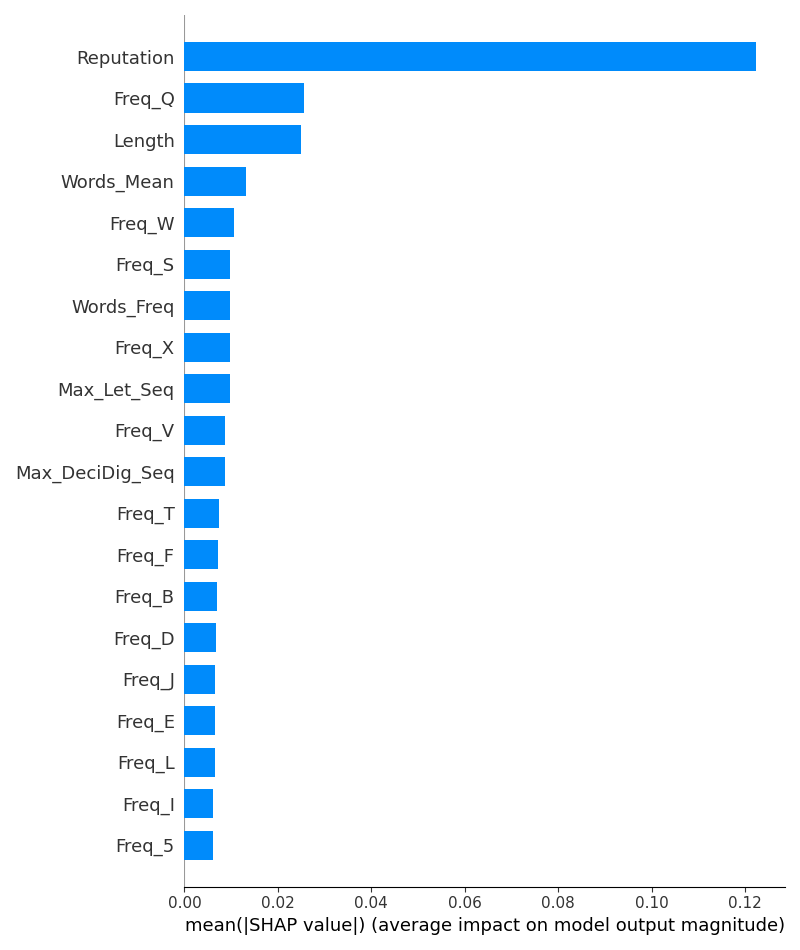 Reputation
Freq_Q
Length
Words_Mean
Freq_W
Freq_S
Words_Freq
Freq_X
Max_Let_Seq
Freq_V
Max_DeciDig_Seq
Freq_T
Freq_F
Freq_B
Freq_D
Freq_J
Freq_E
Freq_L
Freq_I
Freq_5
0.00 0.02 0.04 0.06 0.08 0.10 0.12
mean(|SHAP value|) (average impact on model output magnitude)